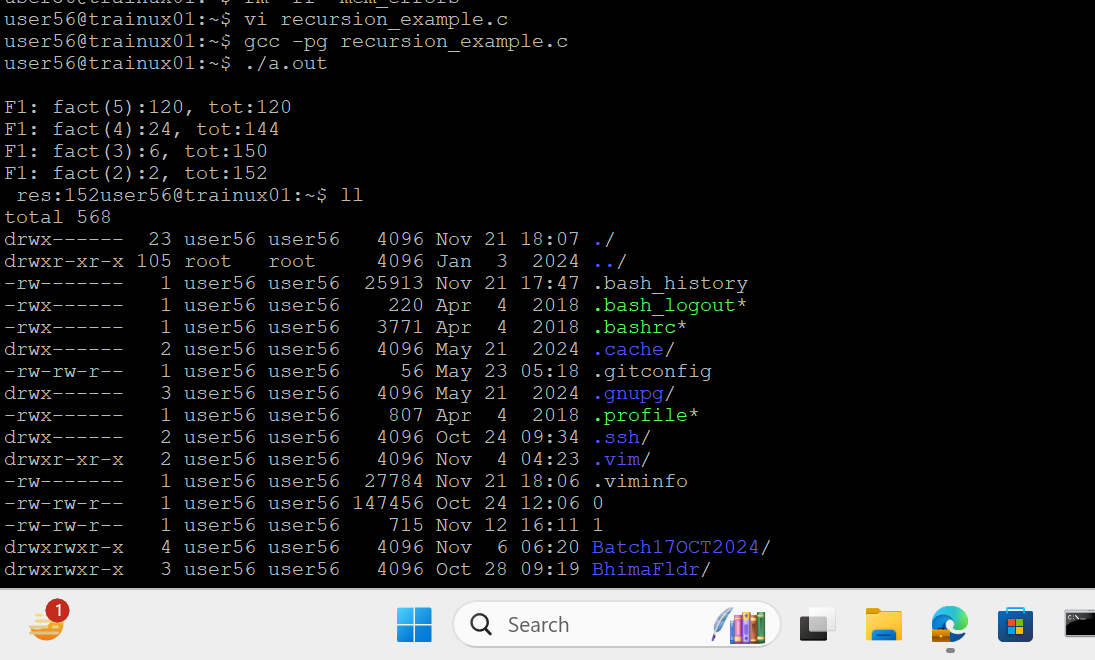 user56@trainux01:~$ vi recursion_example.c
user56@trainux01:~$ gcc -pg recursion_example.c
user56@trainux01:~$ ./a.out

F1: fact(5):120, tot:120
F1: fact(4):24, tot:144
F1: fact(3):6, tot:150
F1: fact(2):2, tot:152
 res:152user56@trainux01:~$ ll
total 568
drwx------  23 user56 user56   4096 Nov 21 18:07 ./
drwxr-xr-x 105 root   root     4096 Jan  3  2024 ../
-rw-------   1 user56 user56  25913 Nov 21 17:47 .bash_history
-rwx------   1 user56 user56    220 Apr  4  2018 .bash_logout*
-rwx------   1 user56 user56   3771 Apr  4  2018 .bashrc*
drwx------   2 user56 user56   4096 May 21  2024 .cache/
-rw-rw-r--   1 user56 user56     56 May 23 05:18 .gitconfig
drwx------   3 user56 user56   4096 May 21  2024 .gnupg/
-rwx------   1 user56 user56    807 Apr  4  2018 .profile*
drwx------   2 user56 user56   4096 Oct 24 09:34 .ssh/
drwxr-xr-x   2 user56 user56   4096 Nov  4 04:23 .vim/
-rw-------   1 user56 user56  27784 Nov 21 18:06 .viminfo
-rw-rw-r--   1 user56 user56 147456 Oct 24 12:06 0
-rw-rw-r--   1 user56 user56    715 Nov 12 16:11 1
drwxrwxr-x   4 user56 user56   4096 Nov  6 06:20 Batch17OCT2024/
drwxrwxr-x   3 user56 user56   4096 Oct 28 09:19 BhimaFldr/
1
Search